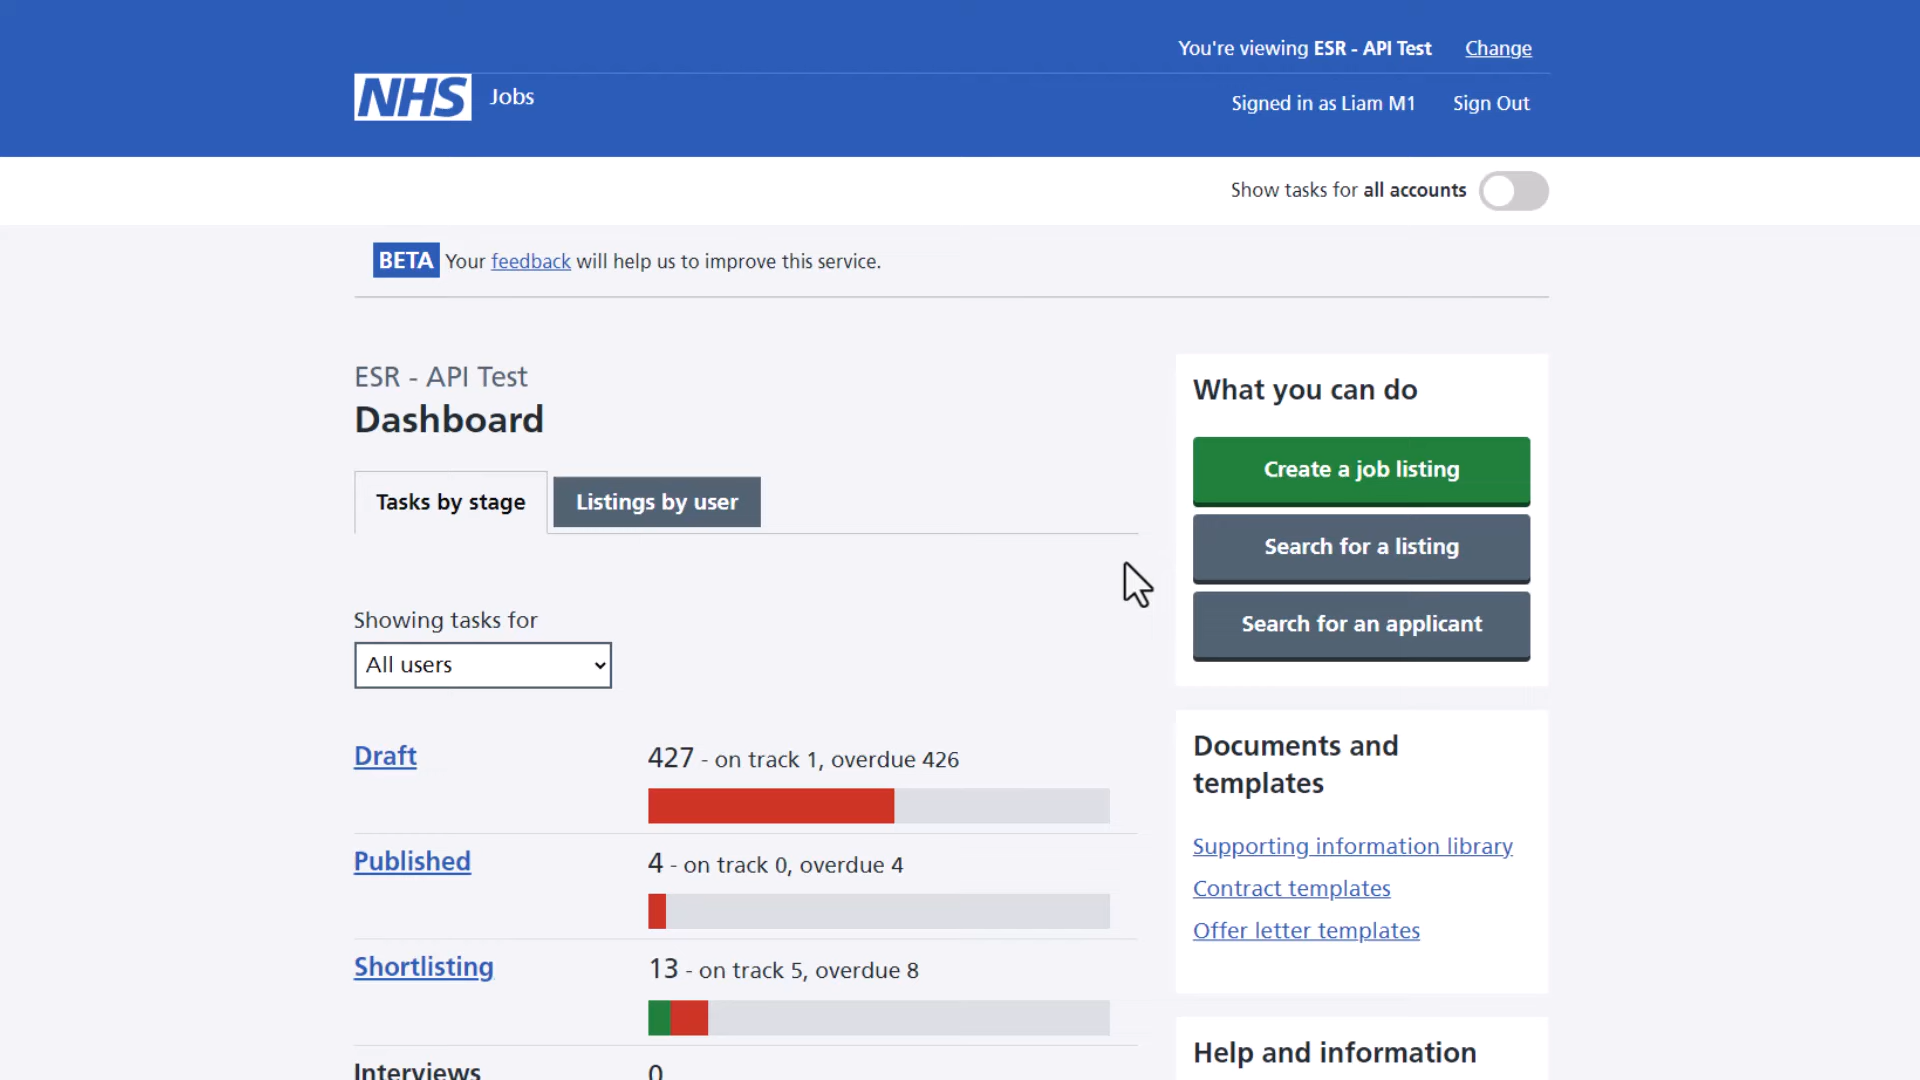 You're viewing ESR - API Test Change
NHS Jobs
Signed in as Liam M1 Sign Out
Show tasks for all accounts
BETA Your feedback will help us to improve this service.
ESR - API Test
Dashboard
Tasks by stage
Listings by user
Showing tasks for
All users
Draft
427 - on track 1, overdue 426
Published
4 - on track 0, overdue 4
Shortlisting
13 - on track 5, overdue 8
Interviews
0
What you can do
Create a job listing
Search for a listing
Search for an applicant
Documents and
templates
Supporting information library
Contract templates
Offer letter templates
Help and information